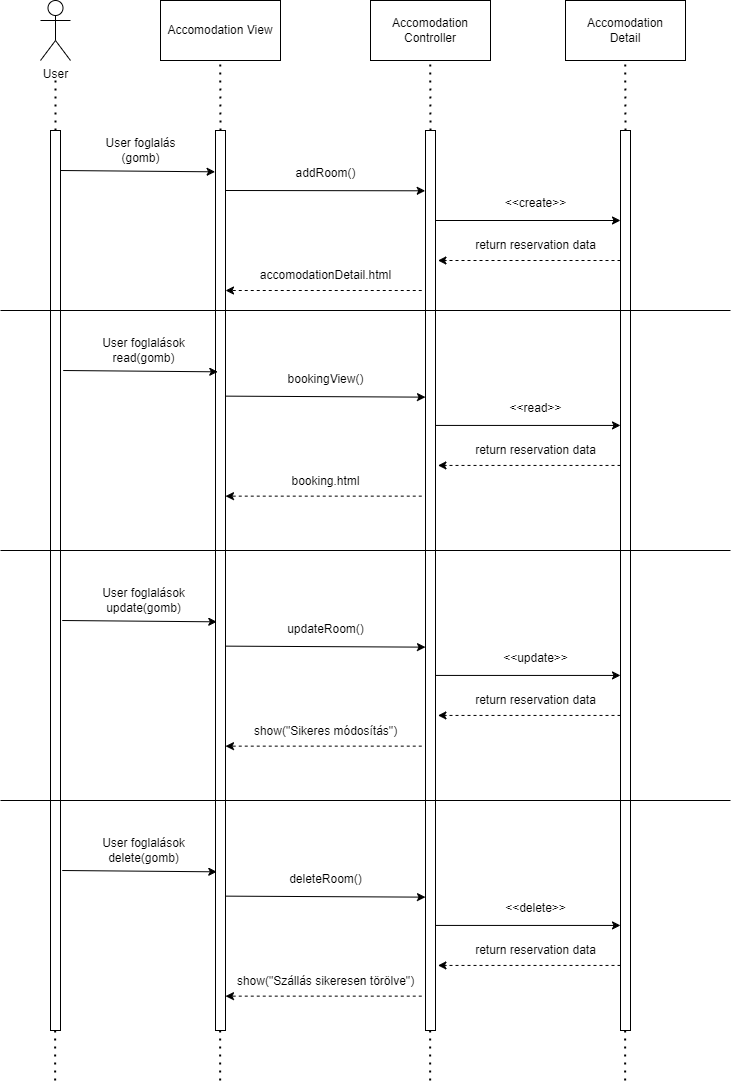 User
Accomodation View
Accomodation
Controller
Accomodation
Detail
User foglalás
(gomb)
addRoom()
<<create>>
return reservation data
accomodationDetail.html
User foglalások
read(gomb)
bookingView()
<<read>>
return reservation data
booking.html
User foglalások
update(gomb)
updateRoom()
<<update>>
return reservation data
show("Sikeres módosítás")
User foglalások
delete(gomb)
deleteRoom()
<<delete>>
return reservation data
show("Szállás sikeresen törölve")